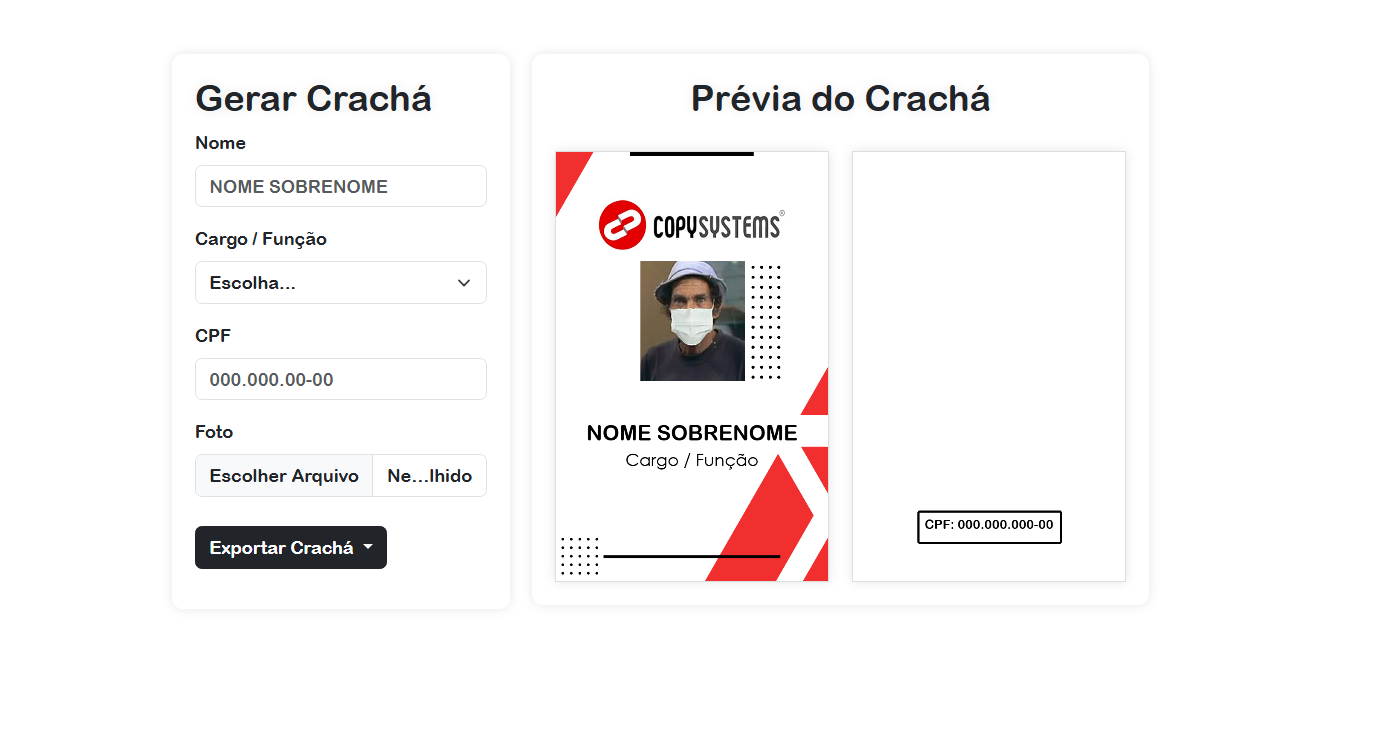 Gerar Crachá
Nome
NOME SOBRENOME
Cargo / Função
Escolha...
CPF
000.000.00-00
Foto
Escolher Arquivo
Ne...lhido
Exportar Crachá
Prévia do Crachá
COPYSYSTEMS®
NOME SOBRENOME
Cargo / Função
CPF: 000.000.000-00